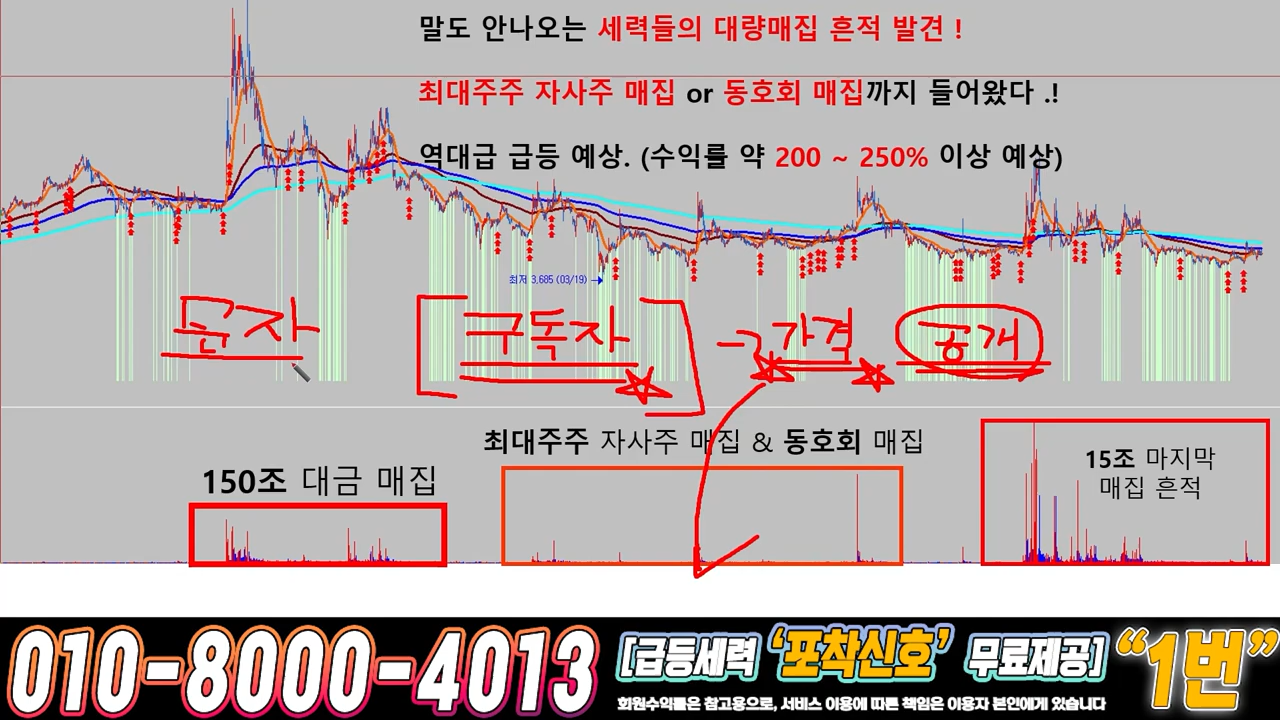 말도 안나오는 세력들의 대량매집 흔적 발견 !
최대주주 자사주 매집 or 동호회 매집까지 들어왔다 .!
역대급 급등 예상. (수익률 약 200 ~ 250% 이상 예상)
최저 3,685 (03/19)
문자 [구독자] 가격 공개
최대주주 자사주 매집 & 동호회 매집
150조 대금 매집
15조 마지막
매집 흔적
010-8000-4013
[급등세력 '포착신호' 무료제공] "1번"
회원수익률은 참고용으로, 서비스 이용에 따른 책임은 이용자 본인에게 있습니다